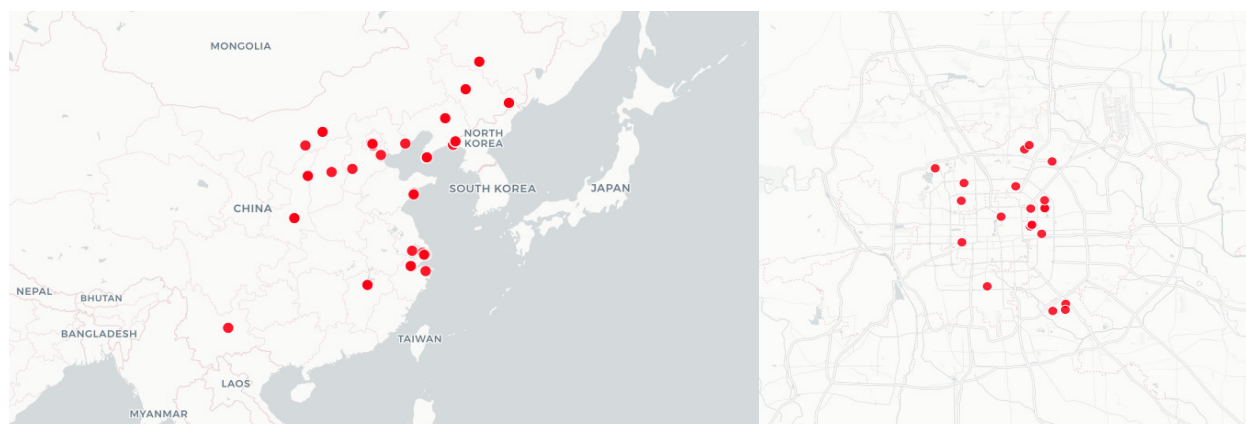 MONGOLIA
NORTH
KOREA
SOUTH KOREA
JAPAN
CHINA
NEPAL
BHUTAN
BANGLADESH
TAIWAN
LAOS
MYANMAR